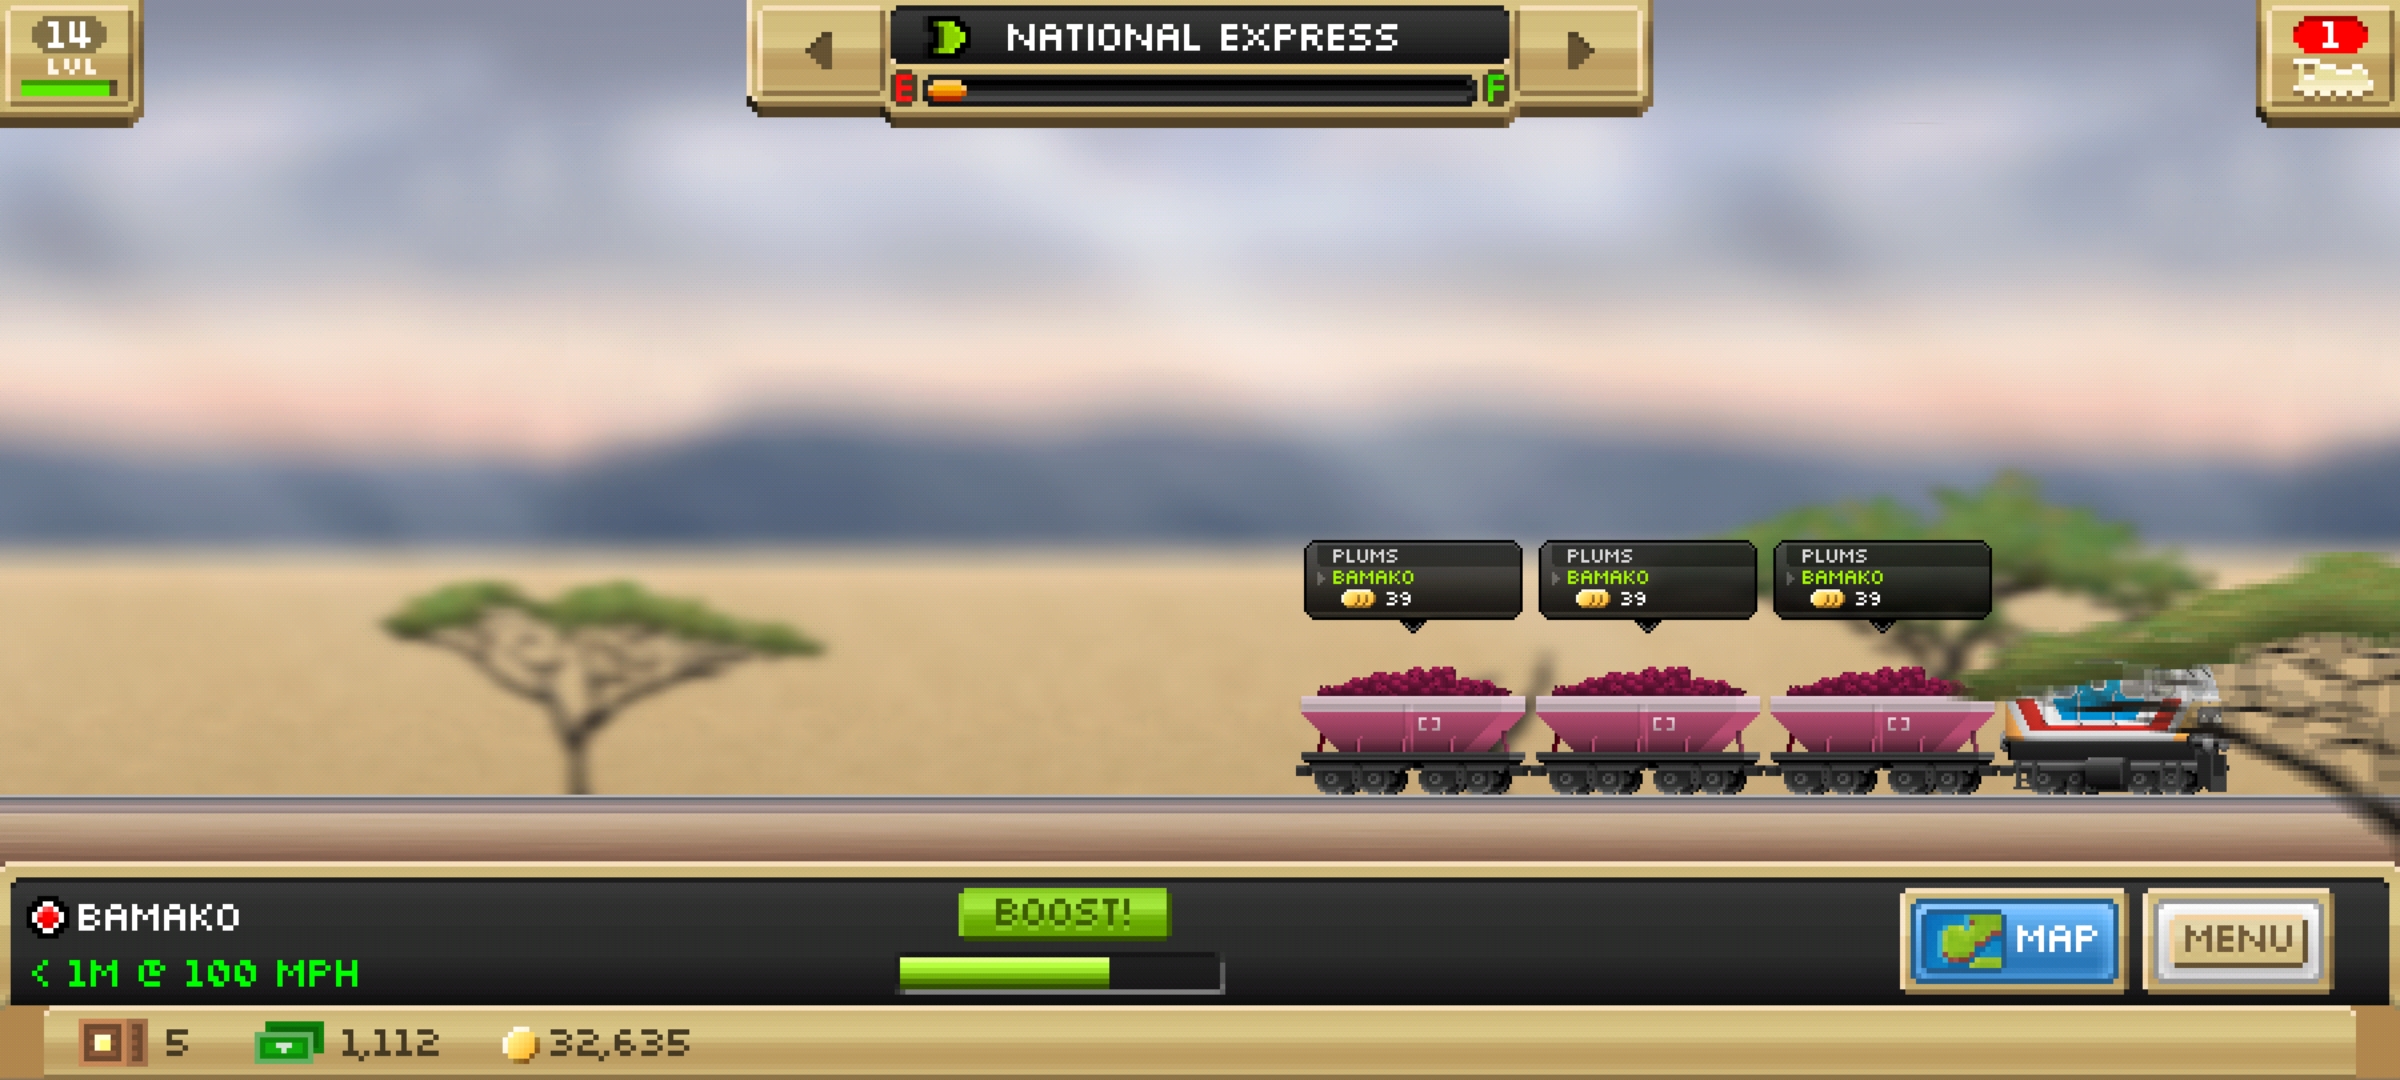 14
LVL
NATIONAL EXPRESS
E F
1
PLUMS
BAMAKO
39
PLUMS
BAMAKO
39
PLUMS
BAMAKO
39
BAMAKO
< 1M @ 100 MPH
BOOST!
MAP
MENU
5
1,112
32,635